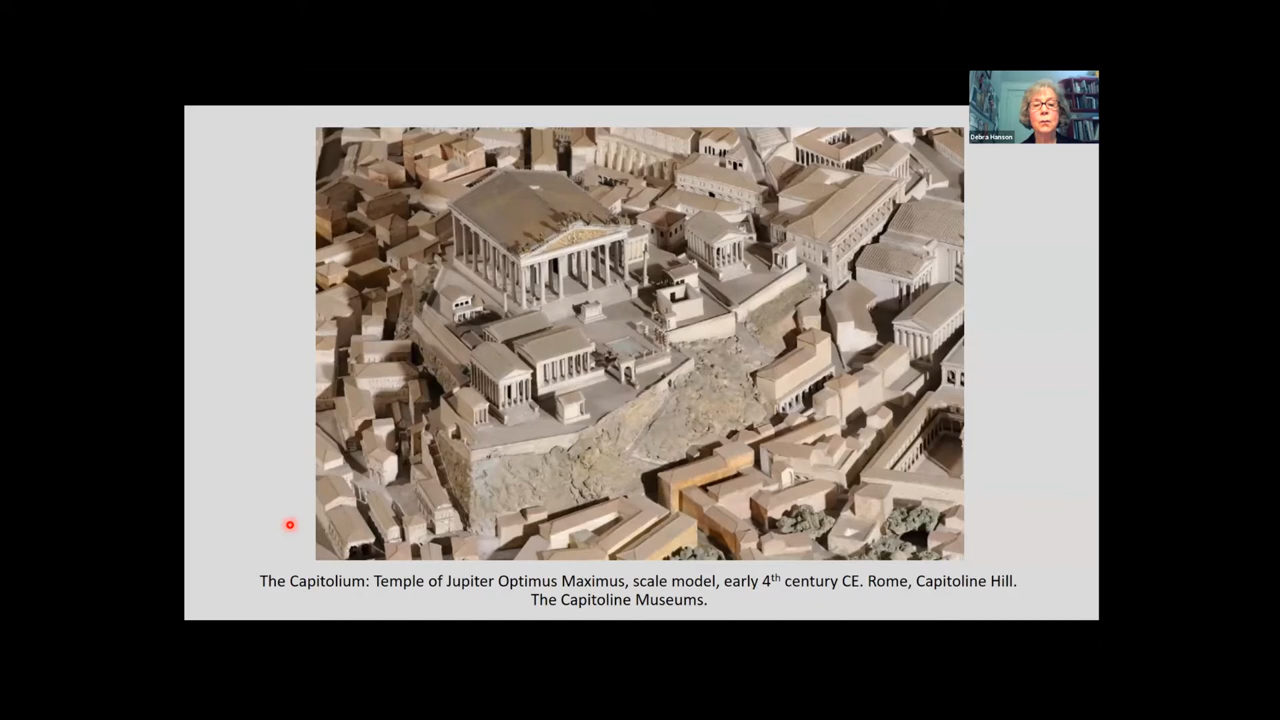 Debra Hanson
The Capitolium: Temple of Jupiter Optimus Maximus, scale model, early 4th century CE. Rome, Capitoline Hill.
The Capitoline Museums.